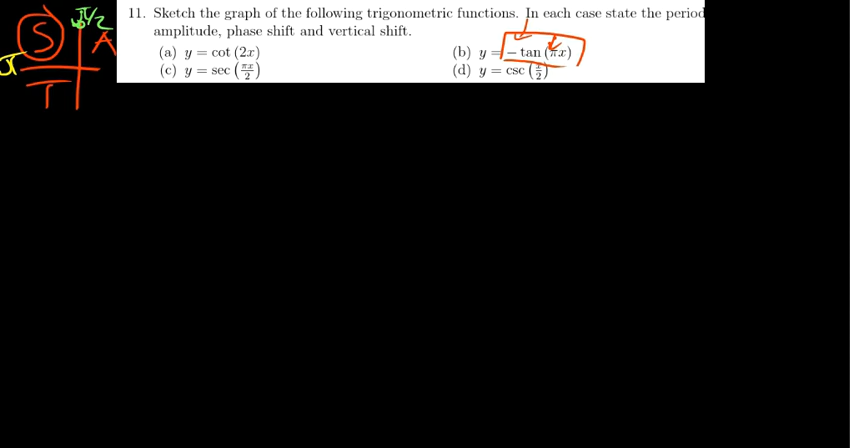 11. Sketch the graph of the following trigonometric functions. In each case state the period
amplitude, phase shift and vertical shift.
(a) y = cot (2x)
(b) y = − tan (πx)
(c) y = sec (πx/2)
(d) y = csc (x/2)
π/2
S
A
π
T